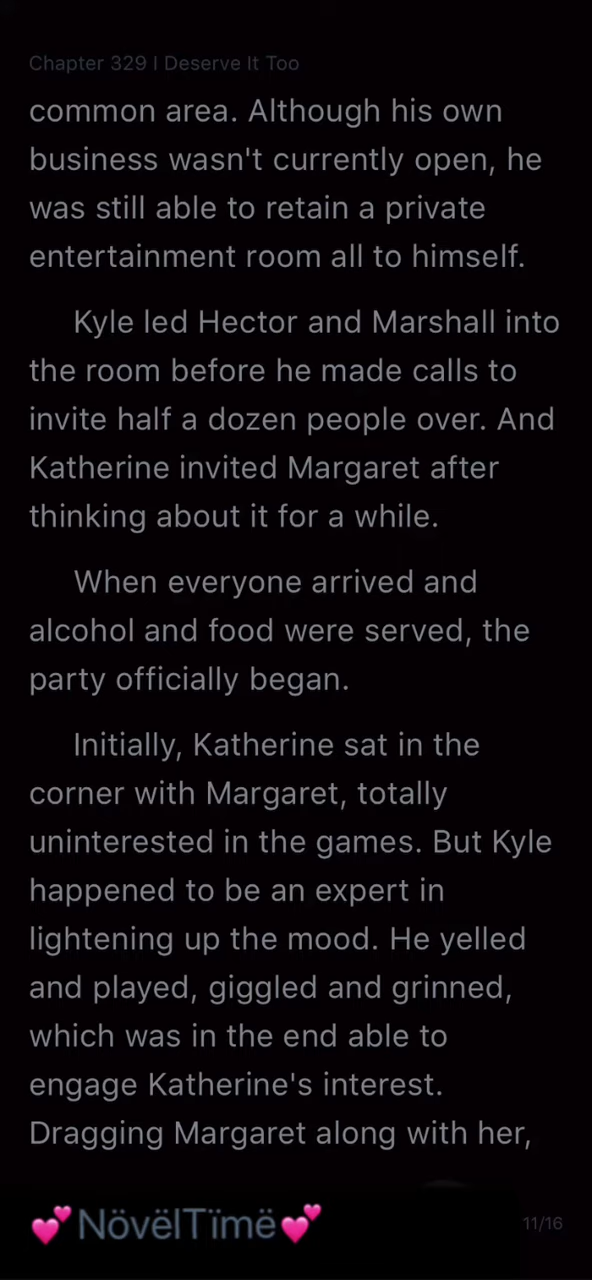 Chapter 329 I Deserve It Too
common area. Although his own
business wasn't currently open, he
was still able to retain a private
entertainment room all to himself.
Kyle led Hector and Marshall into
the room before he made calls to
invite half a dozen people over. And
Katherine invited Margaret after
thinking about it for a while.
When everyone arrived and
alcohol and food were served, the
party officially began.
Initially, Katherine sat in the
corner with Margaret, totally
uninterested in the games. But Kyle
happened to be an expert in
lightening up the mood. He yelled
and played, giggled and grinned,
which was in the end able to
engage Katherine's interest.
Dragging Margaret along with her,
💕NövëlTïmë💕
11/16